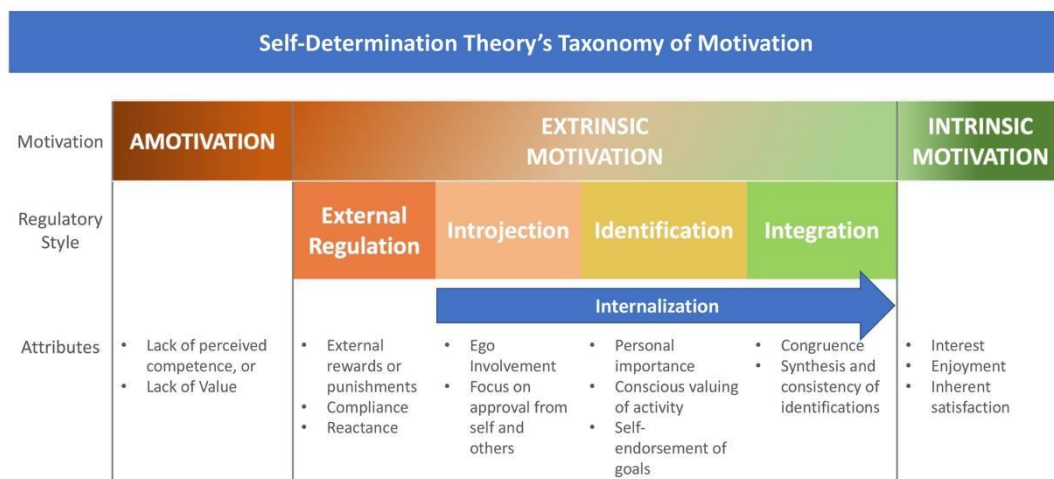 Self-Determination Theory's Taxonomy of Motivation
Motivation
AMOTIVATION
EXTRINSIC
MOTIVATION
INTRINSIC
MOTIVATION
Regulatory
Style
External
Regulation
Introjection
Identification
Integration
Internalization
Attributes
• Lack of perceived
competence, or
• Lack of Value
• External
rewards or
punishments
• Compliance
• Reactance
• Ego
Involvement
• Focus on
approval from
self and
others
• Personal
importance
• Conscious valuing
of activity
• Self-
endorsement of
goals
• Congruence
• Synthesis and
consistency of
identifications
• Interest
• Enjoyment
• Inherent
satisfaction